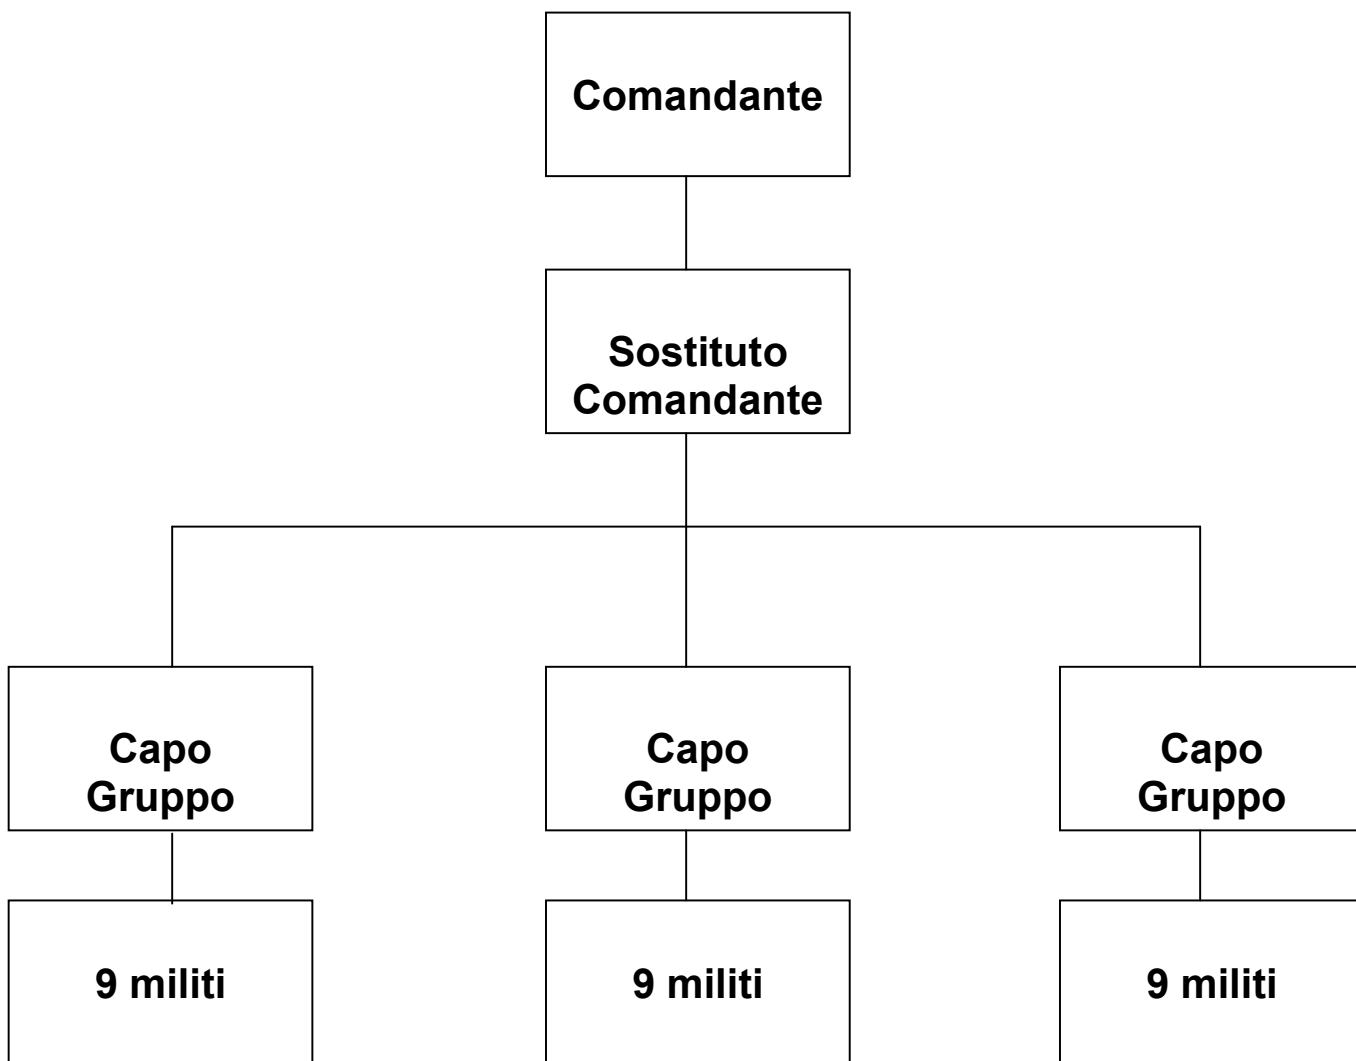 Comandante
Sostituto
Comandante
Capo
Gruppo
Capo
Gruppo
Capo
Gruppo
9 militi
9 militi
9 militi